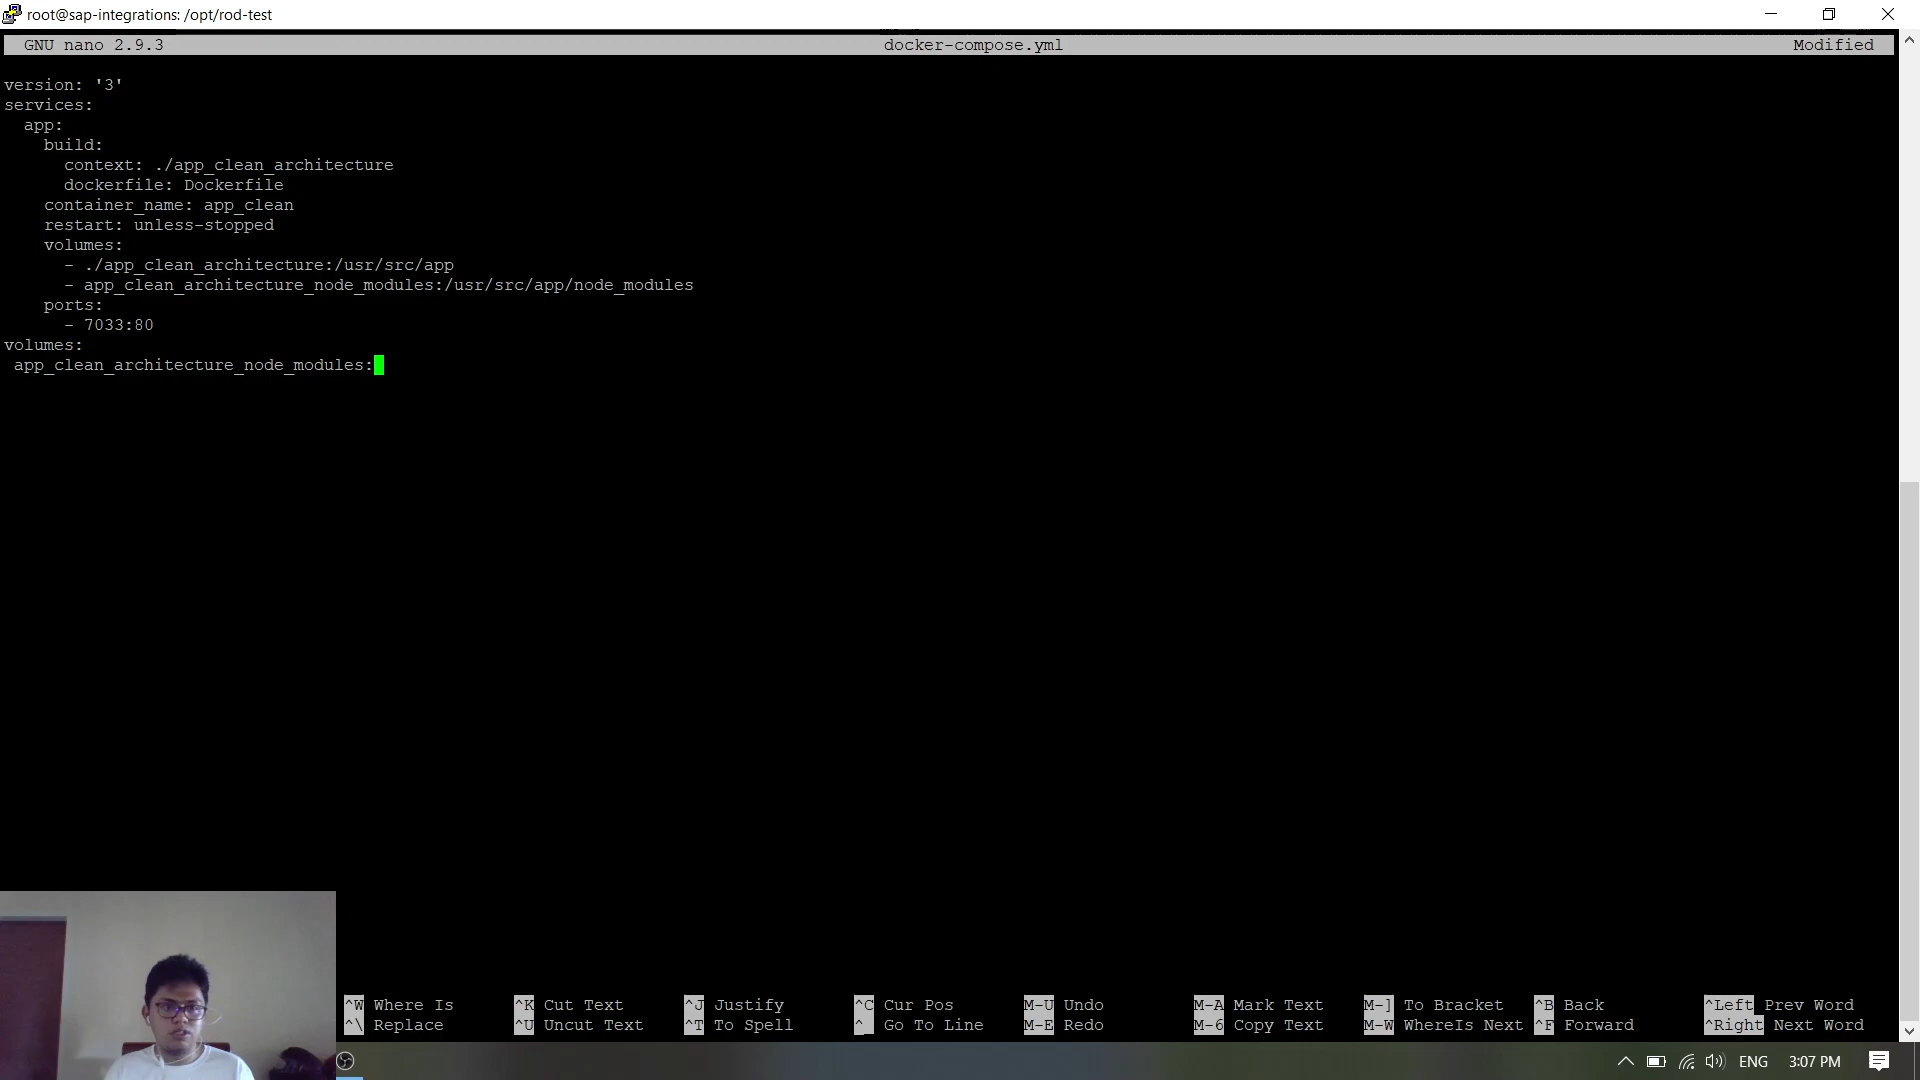 root@sap-integrations: /opt/rod-test
GNU nano 2.9.3 docker-compose.yml Modified
version: '3'
services:
  app:
    build:
      context: ./app_clean_architecture
      dockerfile: Dockerfile
    container_name: app_clean
    restart: unless-stopped
    volumes:
      - ./app_clean_architecture:/usr/src/app
      - app_clean_architecture_node_modules:/usr/src/app/node_modules
    ports:
      - 7033:80
volumes:
 app_clean_architecture_node_modules:
^W Where Is ^K Cut Text ^J Justify ^C Cur Pos M-U Undo M-A Mark Text M-] To Bracket ^B Back ^Left Prev Word
^\ Replace ^U Uncut Text ^T To Spell ^_ Go To Line M-E Redo M-6 Copy Text M-W WhereIs Next ^F Forward ^Right Next Word
ENG 3:07 PM